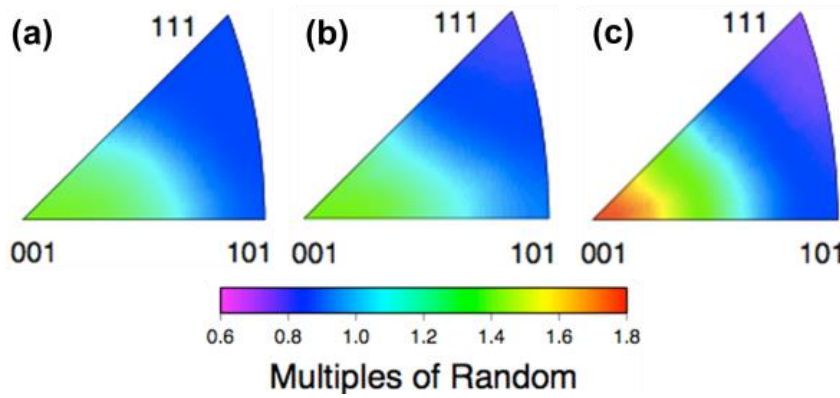 (a) 111 (b) 111 (c) 111
001 101 001 101 001 101
0.6 0.8 1.0 1.2 1.4 1.6 1.8
Multiples of Random